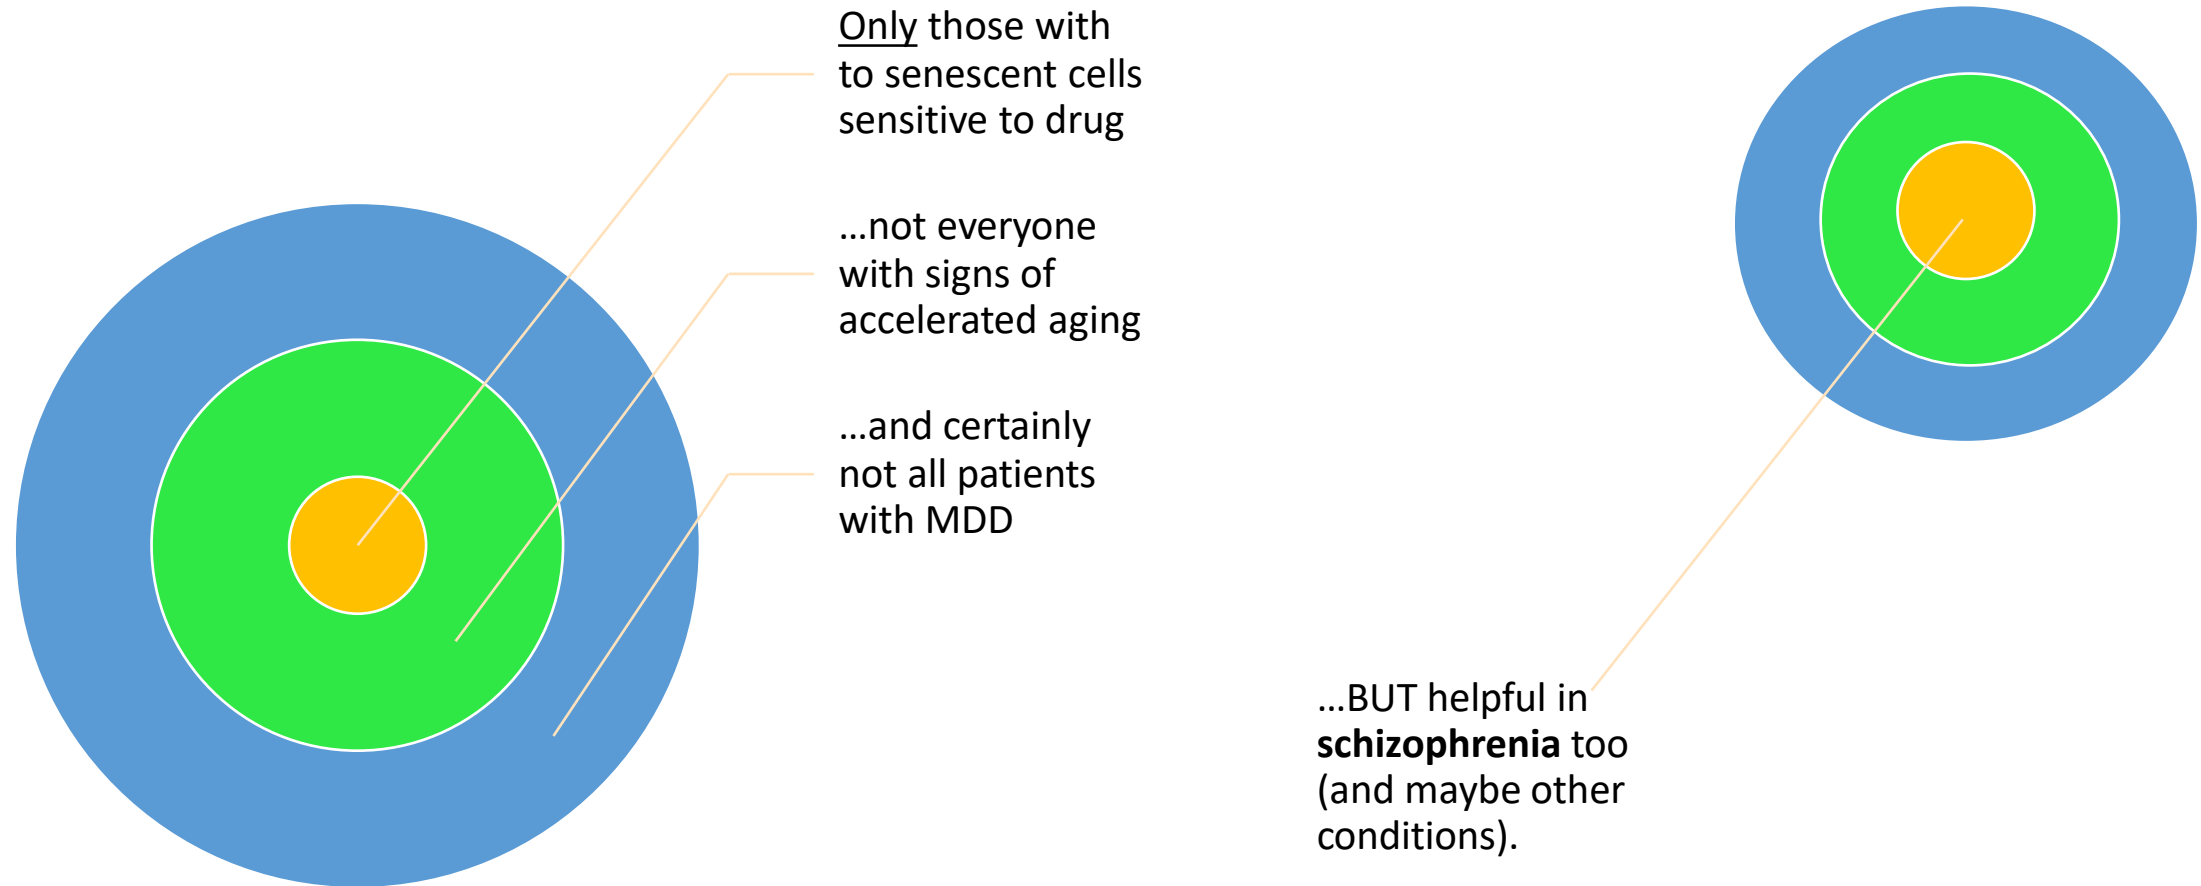 Only those with
to senescent cells
sensitive to drug
…not everyone
with signs of
accelerated aging
…and certainly
not all patients
with MDD
…BUT helpful in
schizophrenia too
(and maybe other
conditions).